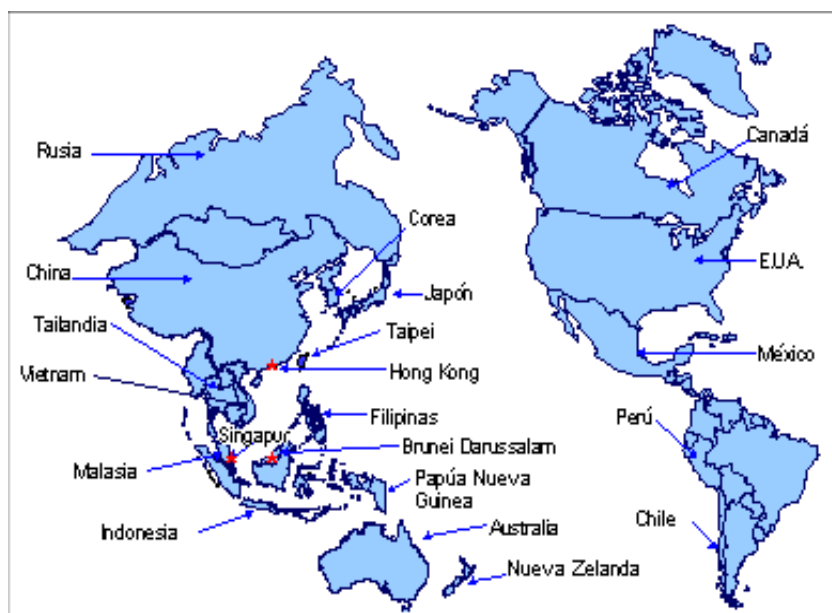 Rusia
Canadá
Corea
China
E.U.A.
Japón
Tailandia
Taipei
Vietnam
Hong Kong
México
Filipinas
Perú
Singapur
Malasia
Brunei Darussalam
Papúa Nueva
Guinea
Indonesia
Australia
Chile
Nueva Zelanda